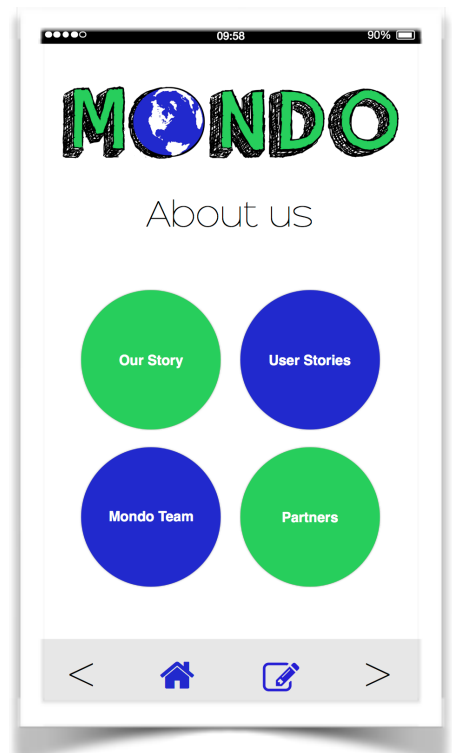 09:58 90%
MONDO
About us
Our Story User Stories
Mondo Team Partners
< >